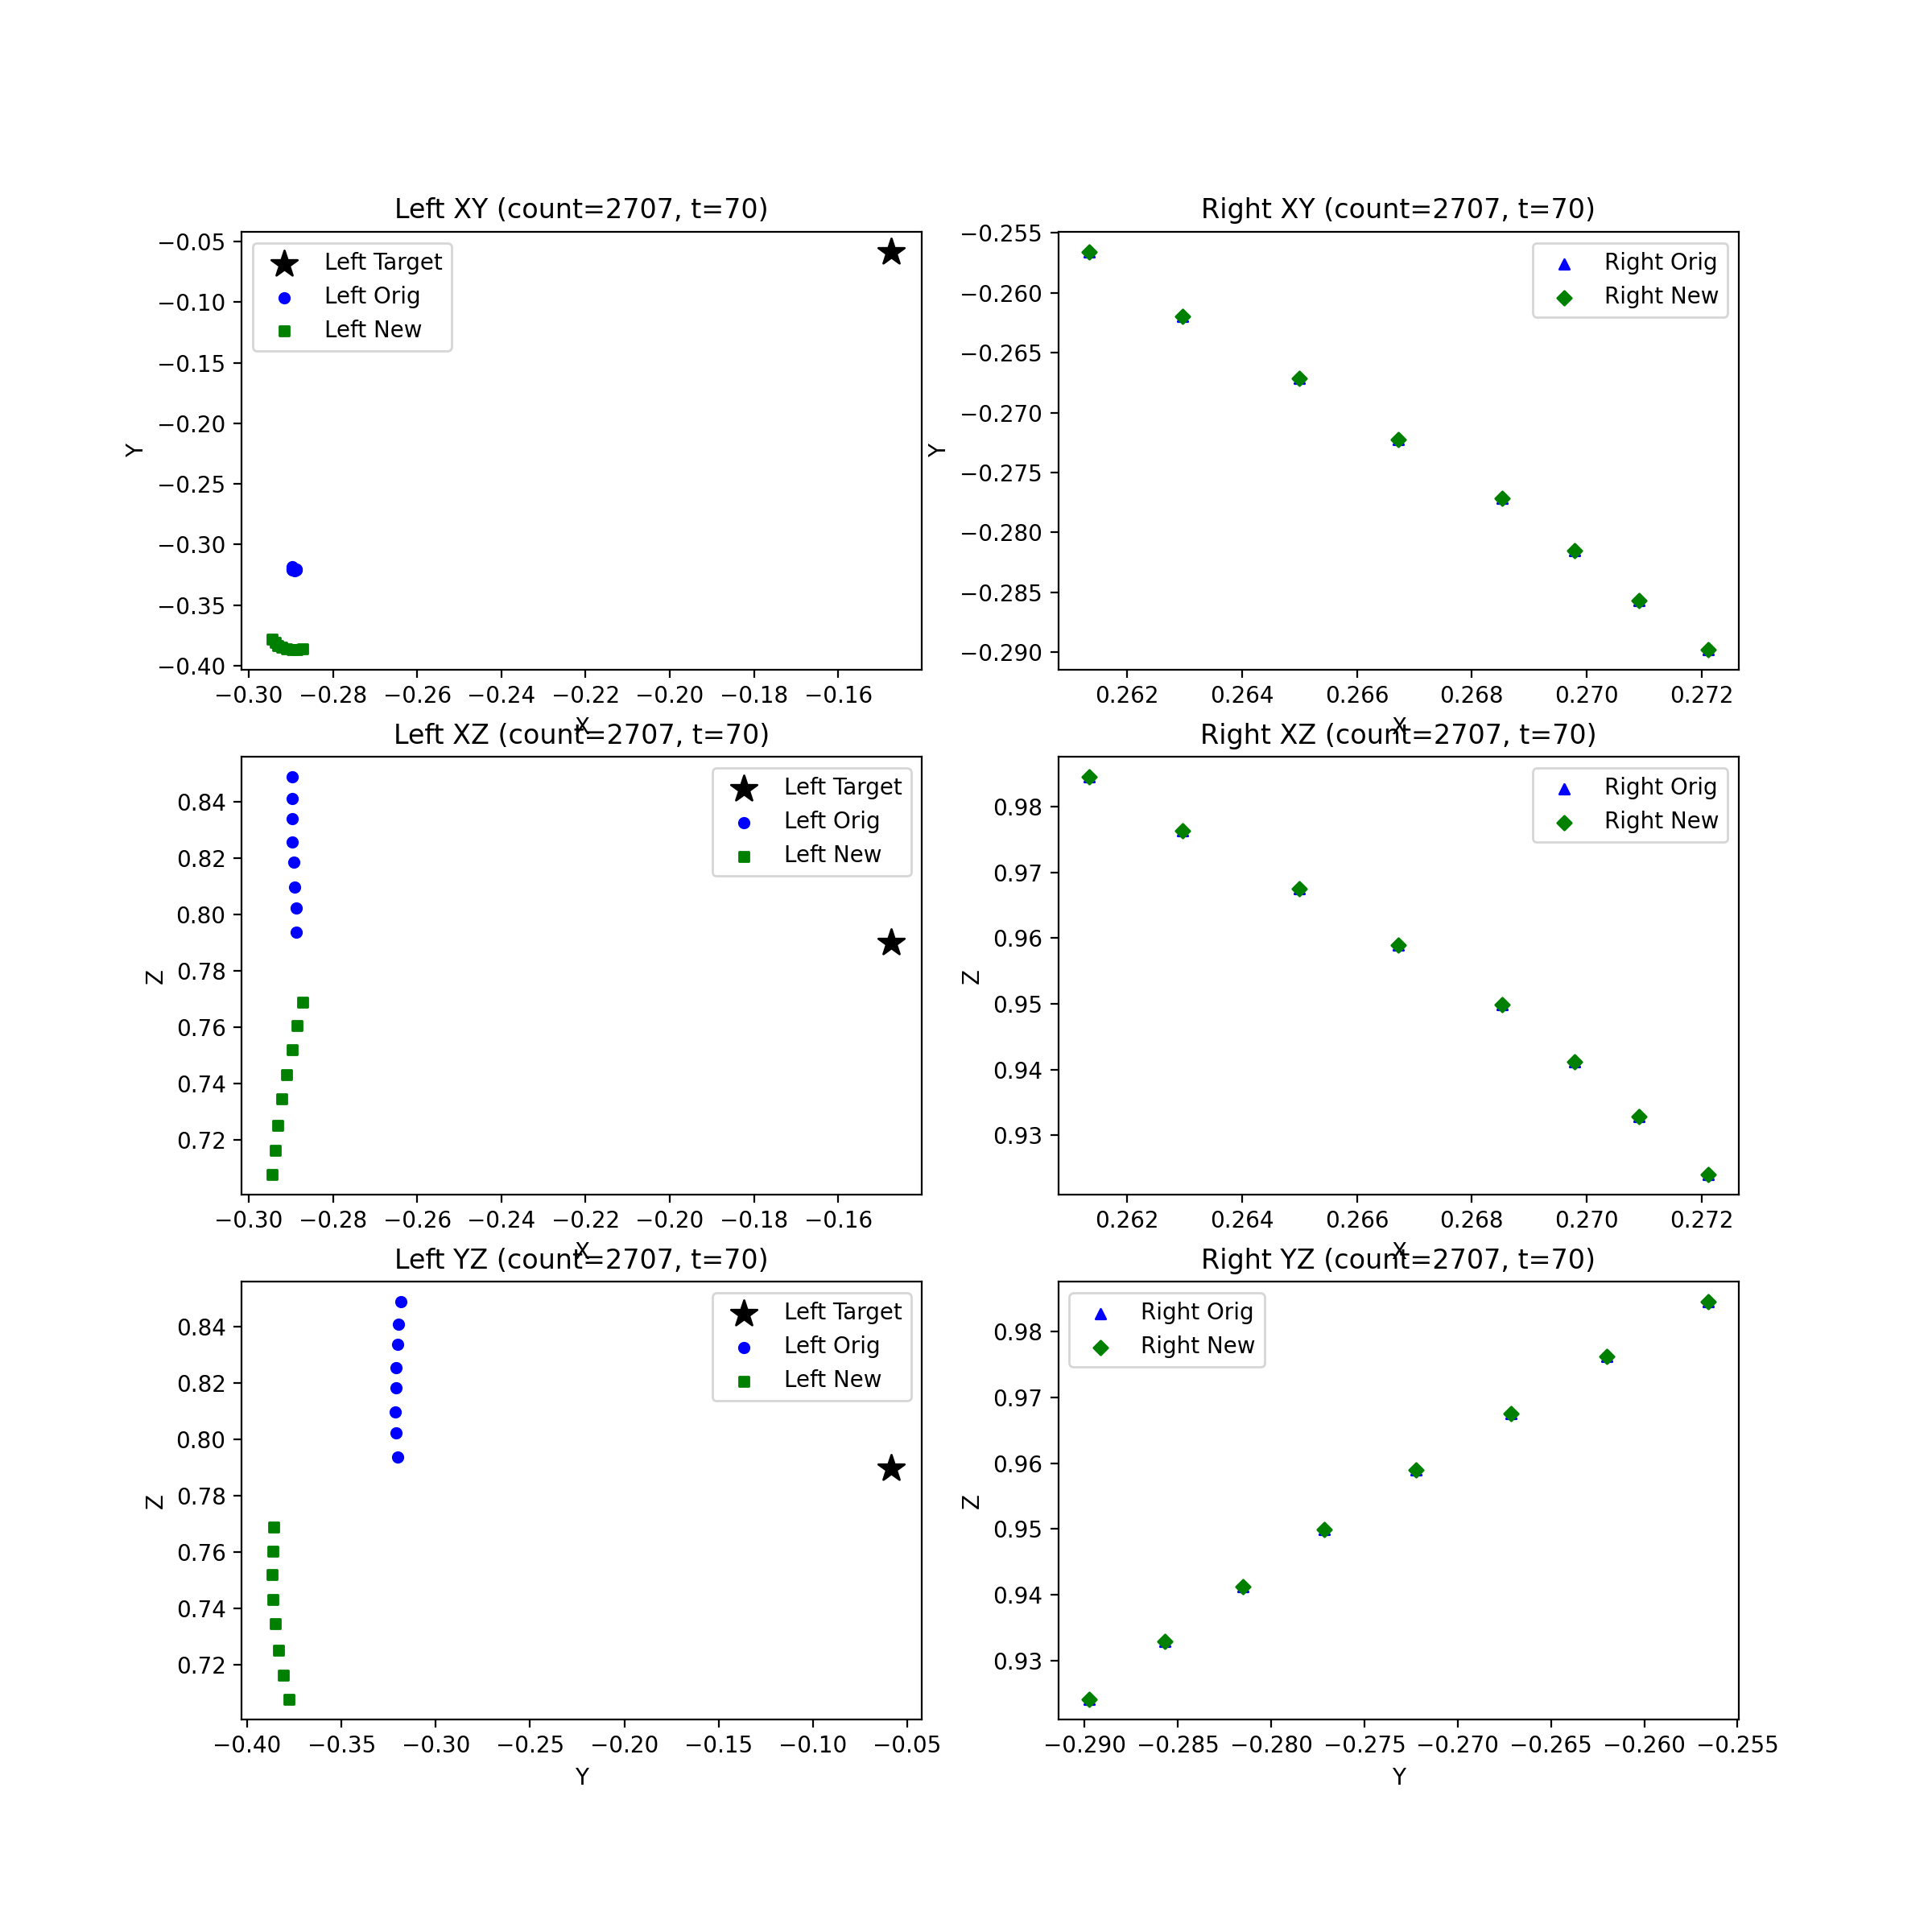 Left XY (count=2707, t=70)
Y
−0.05
−0.10
−0.15
−0.20
−0.25
−0.30
−0.35
−0.40
Left Target
Left Orig
Left New
−0.30 −0.28 −0.26 −0.24 −0.22 −0.20 −0.18 −0.16
X
Right XY (count=2707, t=70)
Y
−0.255
−0.260
−0.265
−0.270
−0.275
−0.280
−0.285
−0.290
Right Orig
Right New
0.262 0.264 0.266 0.268 0.270 0.272
X
Left XZ (count=2707, t=70)
Z
0.84
0.82
0.80
0.78
0.76
0.74
0.72
Left Target
Left Orig
Left New
−0.30 −0.28 −0.26 −0.24 −0.22 −0.20 −0.18 −0.16
X
Right XZ (count=2707, t=70)
Z
0.98
0.97
0.96
0.95
0.94
0.93
Right Orig
Right New
0.262 0.264 0.266 0.268 0.270 0.272
X
Left YZ (count=2707, t=70)
Z
0.84
0.82
0.80
0.78
0.76
0.74
0.72
Left Target
Left Orig
Left New
−0.40 −0.35 −0.30 −0.25 −0.20 −0.15 −0.10 −0.05
Y
Right YZ (count=2707, t=70)
Z
0.98
0.97
0.96
0.95
0.94
0.93
Right Orig
Right New
−0.290 −0.285 −0.280 −0.275 −0.270 −0.265 −0.260 −0.255
Y